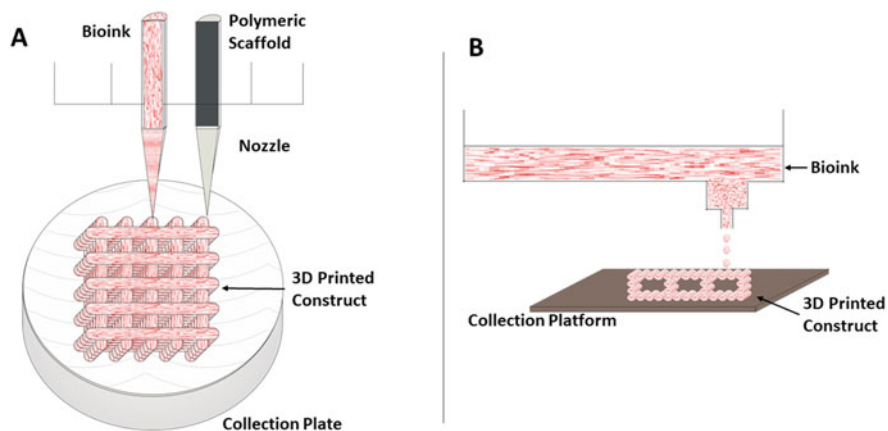 A
Bioink
Polymeric
Scaffold
Nozzle
3D Printed
Construct
Collection Plate
B
Bioink
Collection Platform
3D Printed
Construct